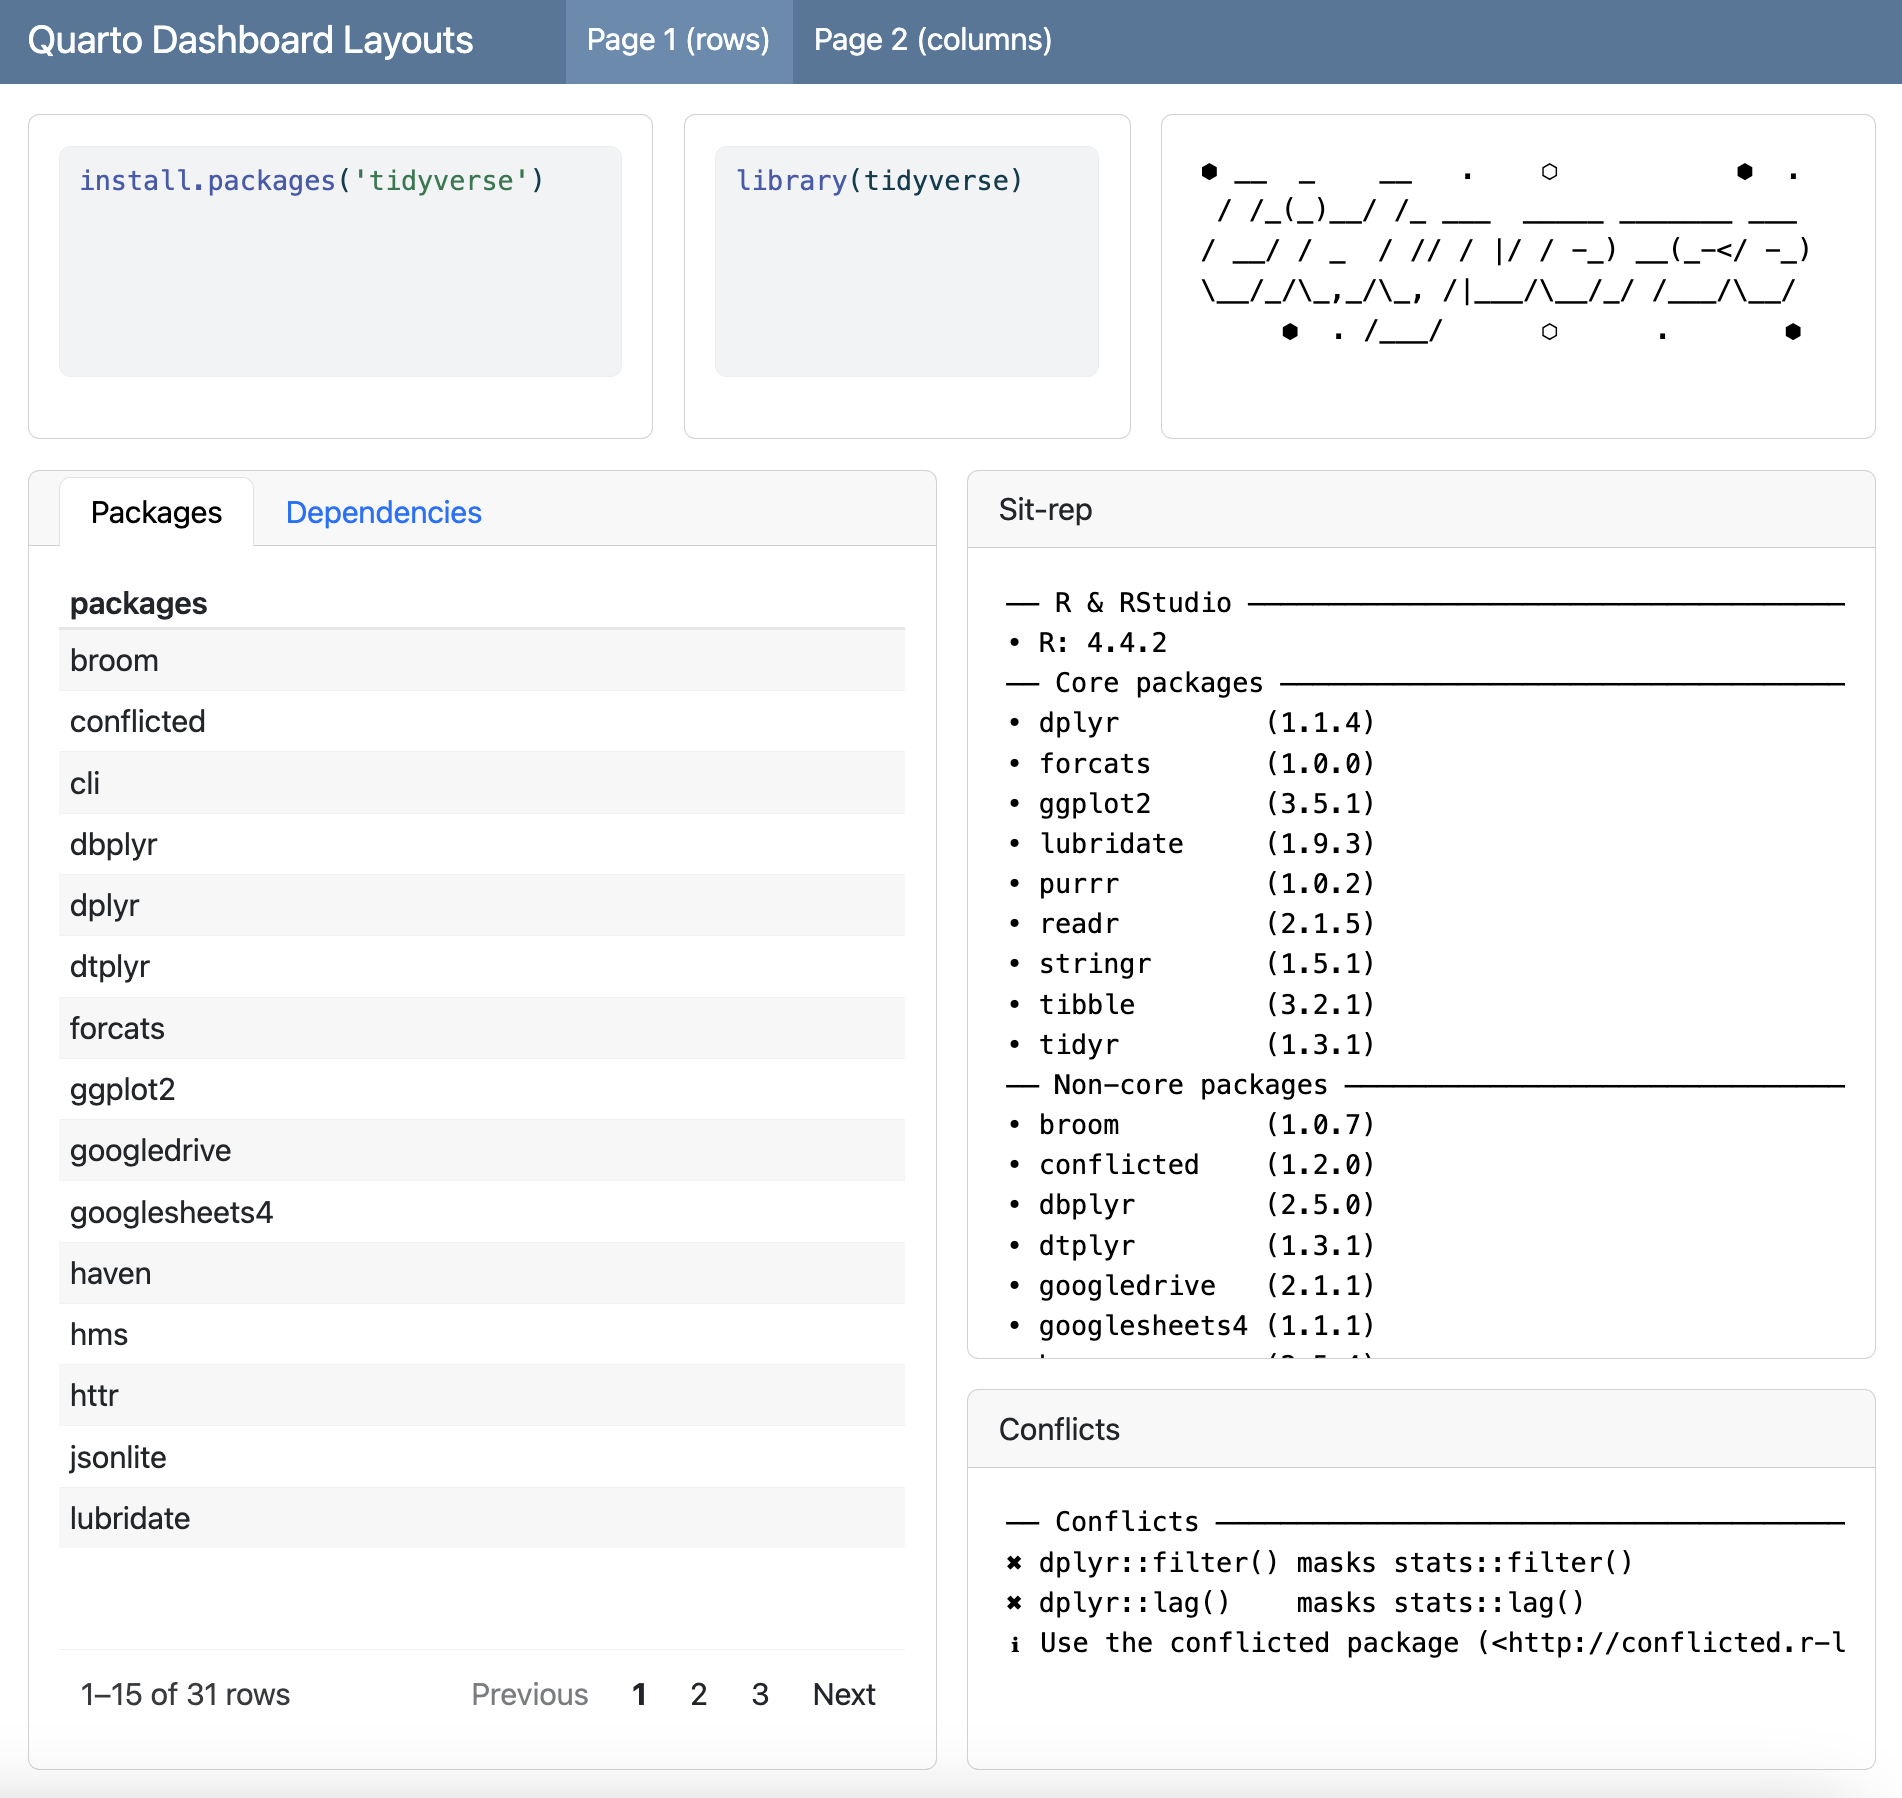 Quarto Dashboard Layouts
Page 1 (rows)
Page 2 (columns)
install.packages('tidyverse')
library(tidyverse)
⬢ __  _    __   .    ⬡           ⬢  .
 / /_(_)__/ /_ ___  _____ _______ ___
/ __/ / _  / // / |/ / -_) __(_-</ -_)
\__/_/\_,_/\_, /|___/\__/_/ /___/\__/
     ⬢  . /___/      ⬡      .       ⬢
Packages
Dependencies
packages
broom
conflicted
cli
dbplyr
dplyr
dtplyr
forcats
ggplot2
googledrive
googlesheets4
haven
hms
httr
jsonlite
lubridate
1–15 of 31 rows
Previous 1 2 3 Next
Sit-rep
── R & RStudio ─────────────────────────────────────
• R: 4.4.2
── Core packages ───────────────────────────────────
• dplyr         (1.1.4)
• forcats       (1.0.0)
• ggplot2       (3.5.1)
• lubridate     (1.9.3)
• purrr         (1.0.2)
• readr         (2.1.5)
• stringr       (1.5.1)
• tibble        (3.2.1)
• tidyr         (1.3.1)
── Non-core packages ───────────────────────────────
• broom         (1.0.7)
• conflicted    (1.2.0)
• dbplyr        (2.5.0)
• dtplyr        (1.3.1)
• googledrive   (2.1.1)
• googlesheets4 (1.1.1)
Conflicts
── Conflicts ───────────────────────────────────────
✖ dplyr::filter() masks stats::filter()
✖ dplyr::lag()    masks stats::lag()
ℹ Use the conflicted package (<http://conflicted.r-l